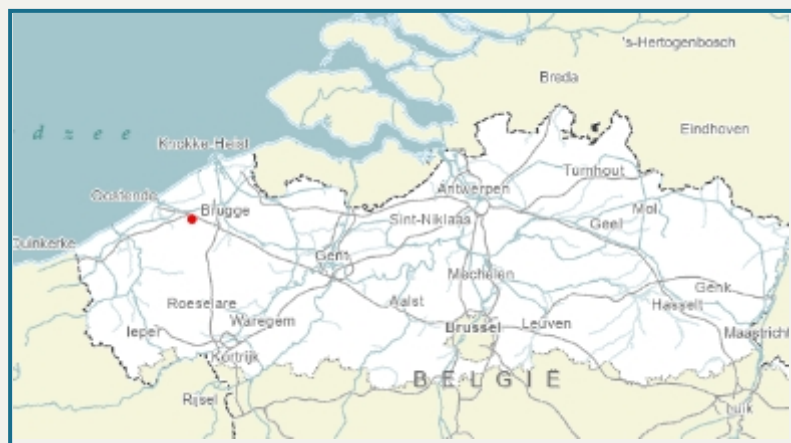 's-Hertogenbosch
Breda
dzee
Eindhoven
Knokke-Heist
Turnhout
Oostende
Antwerpen
Mol
Brugge
Sint-Niklaas
Geel
Duinkerke
Gent
Mechelen
Genk
Roeselare
Aalst
Hasselt
Ieper
Waregem
Brussel
Leuven
Maastricht
Kortrijk
BELGIË
Rijsel
Luik